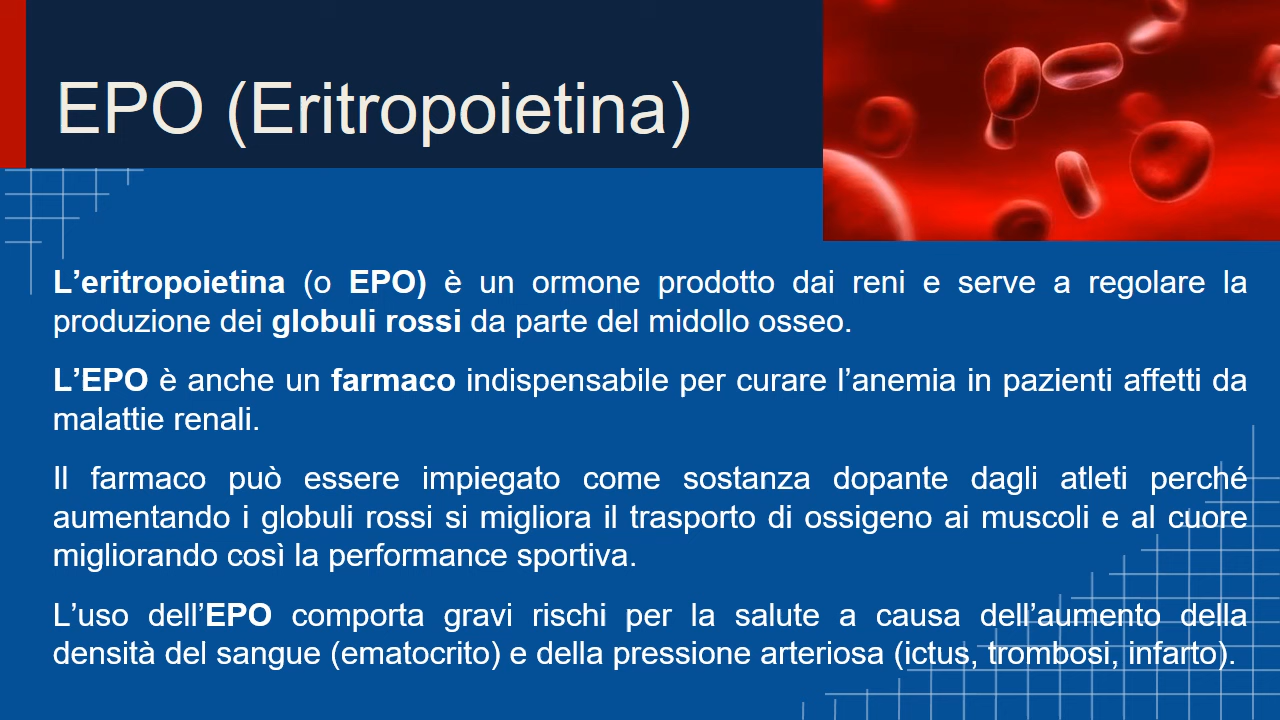 EPO (Eritropoietina)
L’eritropoietina (o EPO) è un ormone prodotto dai reni e serve a regolare la
produzione dei globuli rossi da parte del midollo osseo.
L’EPO è anche un farmaco indispensabile per curare l’anemia in pazienti affetti da
malattie renali.
Il farmaco può essere impiegato come sostanza dopante dagli atleti perché
aumentando i globuli rossi si migliora il trasporto di ossigeno ai muscoli e al cuore
migliorando così la performance sportiva.
L’uso dell’EPO comporta gravi rischi per la salute a causa dell’aumento della
densità del sangue (ematocrito) e della pressione arteriosa (ictus, trombosi, infarto).